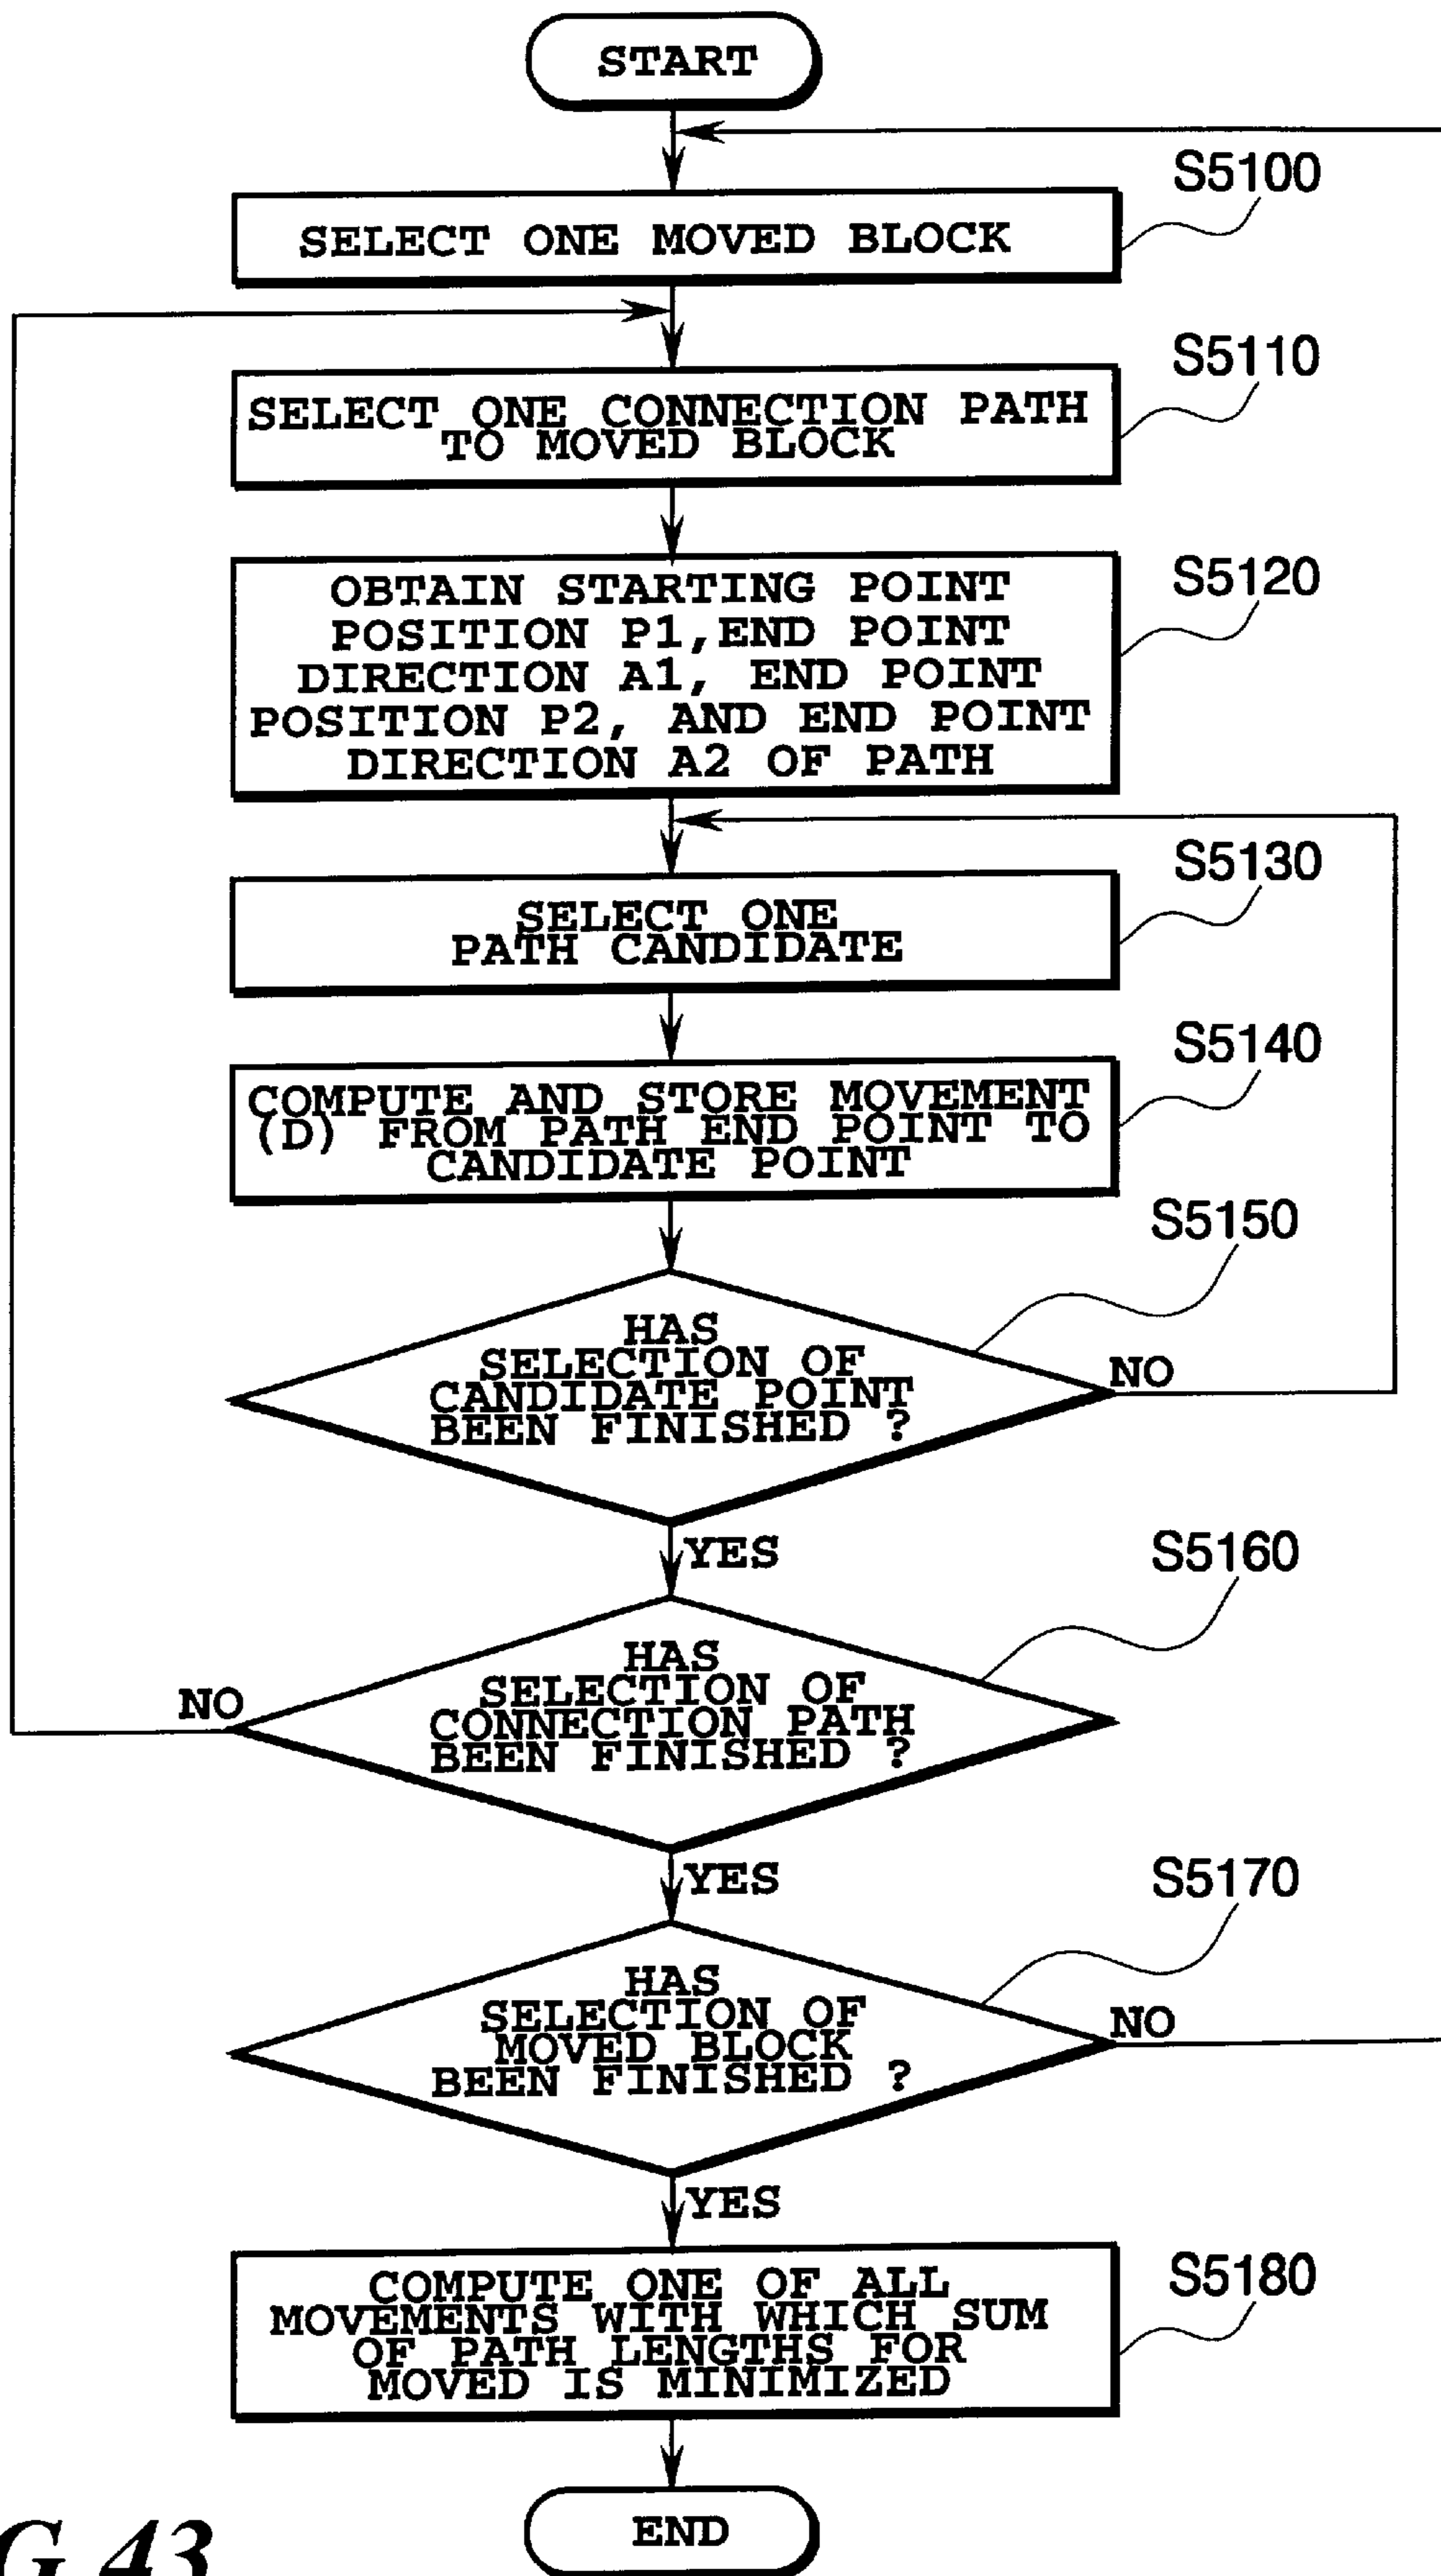 START
S5100
SELECT ONE MOVED BLOCK
S5110
SELECT ONE CONNECTION PATH
TO MOVED BLOCK
S5120
OBTAIN STARTING POINT
POSITION P1,END POINT
DIRECTION A1, END POINT
POSITION P2, AND END POINT
DIRECTION A2 OF PATH
S5130
SELECT ONE
PATH CANDIDATE
S5140
COMPUTE AND STORE MOVEMENT
(D) FROM PATH END POINT TO
CANDIDATE POINT
S5150
HAS
SELECTION OF
CANDIDATE POINT
BEEN FINISHED ?
NO
YES
S5160
HAS
SELECTION OF
CONNECTION PATH
BEEN FINISHED ?
NO
YES
S5170
HAS
SELECTION OF
MOVED BLOCK
BEEN FINISHED ?
NO
YES
S5180
COMPUTE ONE OF ALL
MOVEMENTS WITH WHICH SUM
OF PATH LENGTHS FOR
MOVED IS MINIMIZED
END
G.43